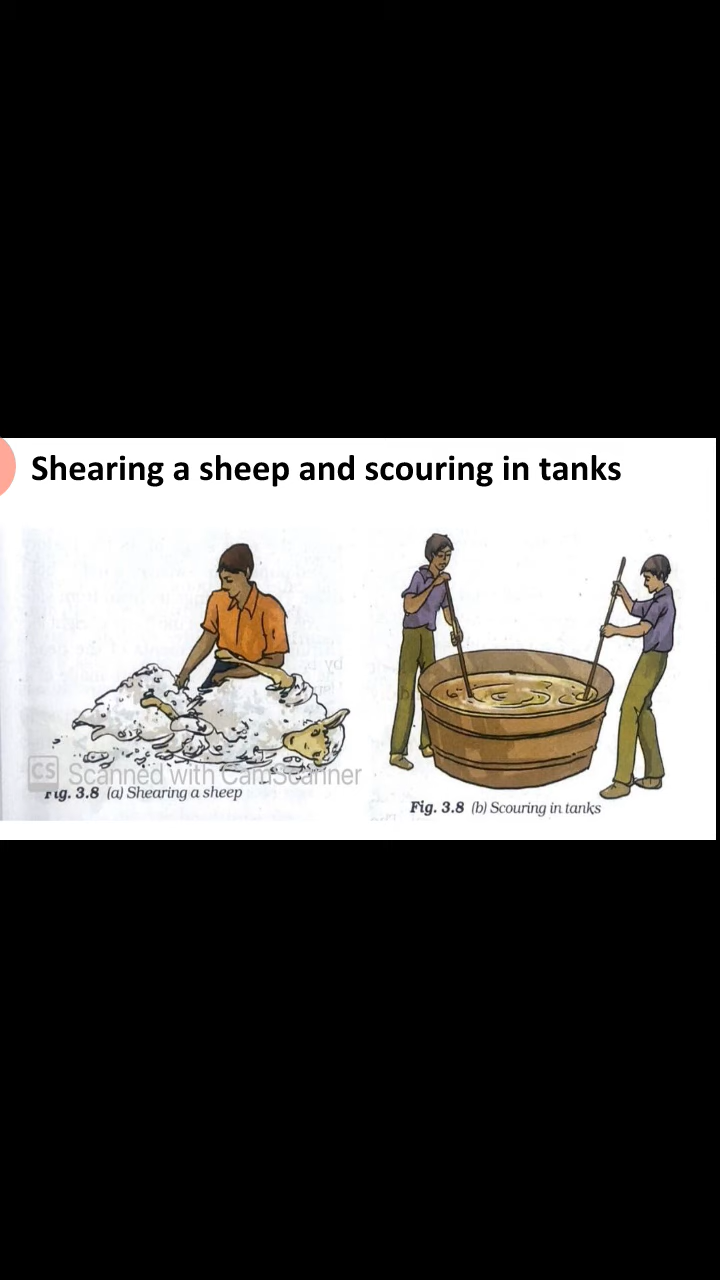 Shearing a sheep and scouring in tanks
CS Scanned with CamScanner
Fig. 3.8 (a) Shearing a sheep
Fig. 3.8 (b) Scouring in tanks